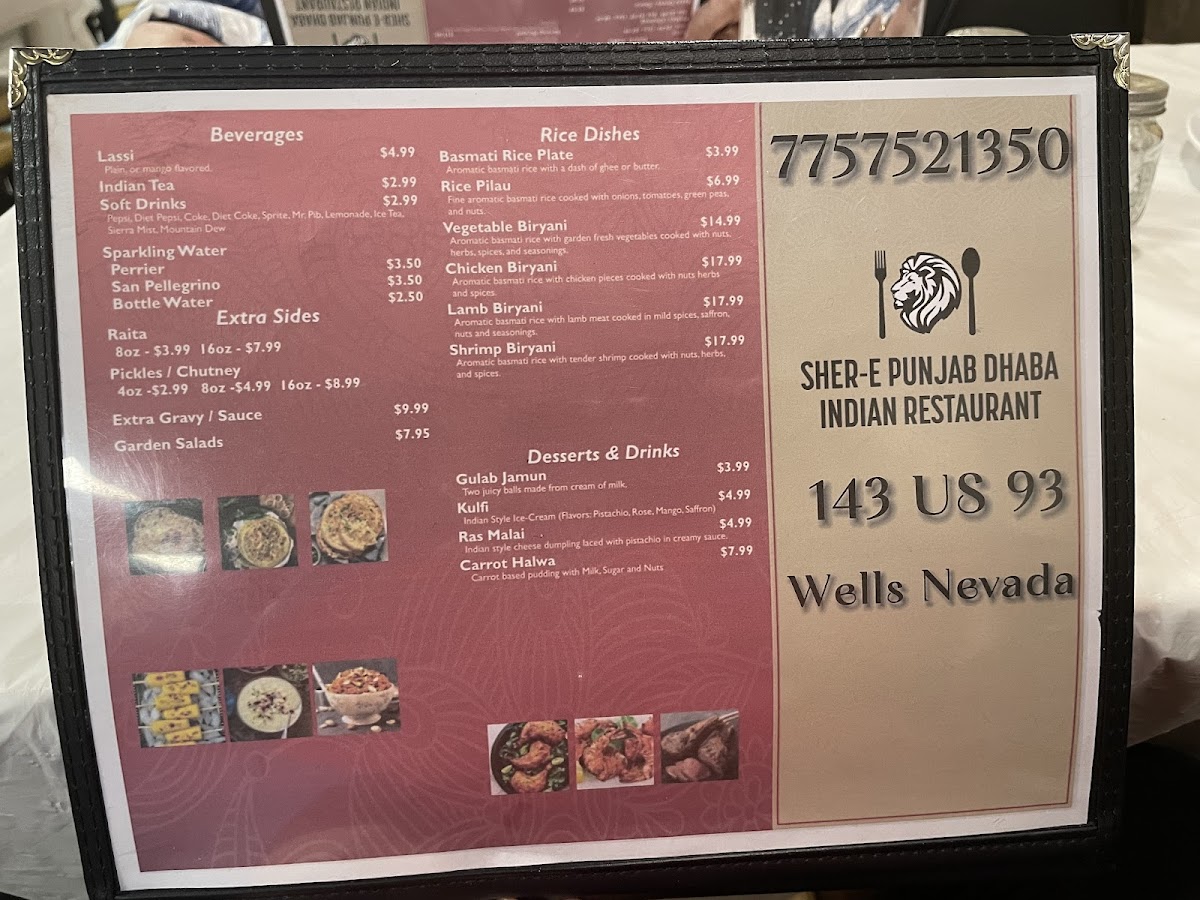 SHER-E PUNJAB DHABA
INDIAN RESTAURANT
Beverages
Lassi $4.99
Plain, or mango flavored.
Indian Tea $2.99
Soft Drinks $2.99
Pepsi, Diet Pepsi, Coke, Diet Coke, Sprite, Mr. Pib, Lemonade, Ice Tea,
Sierra Mist, Mountain Dew
Sparkling Water
Perrier $3.50
San Pellegrino $3.50
Bottle Water $2.50
Extra Sides
Raita
8oz - $3.99 16oz - $7.99
Pickles / Chutney
4oz -$2.99 8oz -$4.99 16oz - $8.99
Extra Gravy / Sauce $9.99
Garden Salads $7.95
Rice Dishes
Basmati Rice Plate $3.99
Aromatic basmati rice with a dash of ghee or butter.
Rice Pilau $6.99
Fine aromatic basmati rice cooked with onions, tomatoes, green peas,
and nuts.
Vegetable Biryani $14.99
Aromatic basmati rice with garden fresh vegetables cooked with nuts,
herbs, spices, and seasonings.
Chicken Biryani $17.99
Aromatic basmati rice with chicken pieces cooked with nuts herbs
and spices.
Lamb Biryani $17.99
Aromatic basmati rice with lamb meat cooked in mild spices, saffron,
nuts and seasonings.
Shrimp Biryani $17.99
Aromatic basmati rice with tender shrimp cooked with nuts, herbs,
and spices.
Desserts & Drinks
Gulab Jamun $3.99
Two juicy balls made from cream of milk.
Kulfi $4.99
Indian Style Ice-Cream (Flavors: Pistachio, Rose, Mango, Saffron)
Ras Malai $4.99
Indian style cheese dumpling laced with pistachio in creamy sauce.
Carrot Halwa $7.99
Carrot based pudding with Milk, Sugar and Nuts
7757521350
SHER-E PUNJAB DHABA
INDIAN RESTAURANT
143 US 93
Wells Nevada